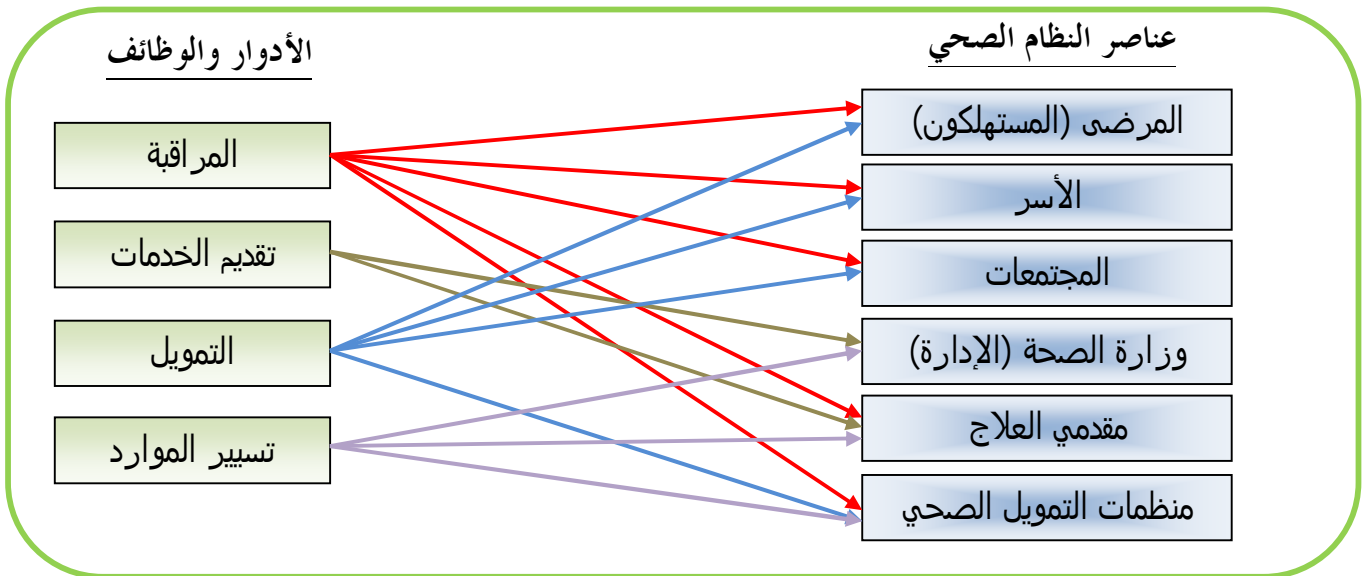 عناصر النظام الصحي
المرضى (المستهلكون)
الأسر
المجتمعات
وزارة الصحة (الإدارة)
مقدمي العلاج
منظمات التمويل الصحي
الأدوار والوظائف
المراقبة
تقديم الخدمات
التمويل
تسيير الموارد